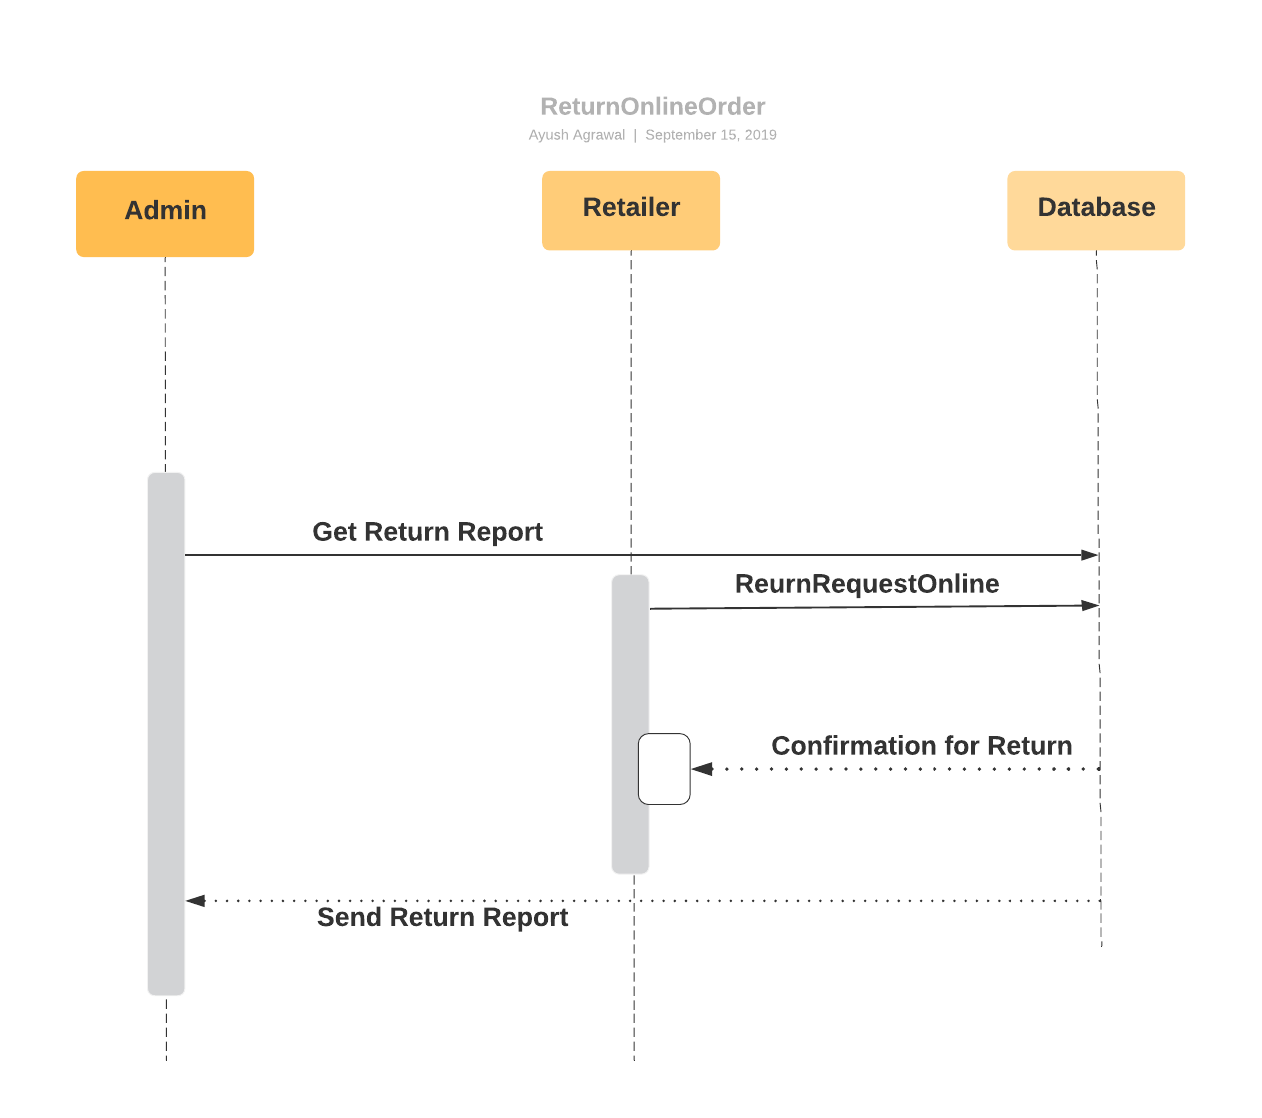 ReturnOnlineOrder
Ayush Agrawal | September 15, 2019
Admin
Retailer
Database
Get Return Report
ReurnRequestOnline
Confirmation for Return
Send Return Report